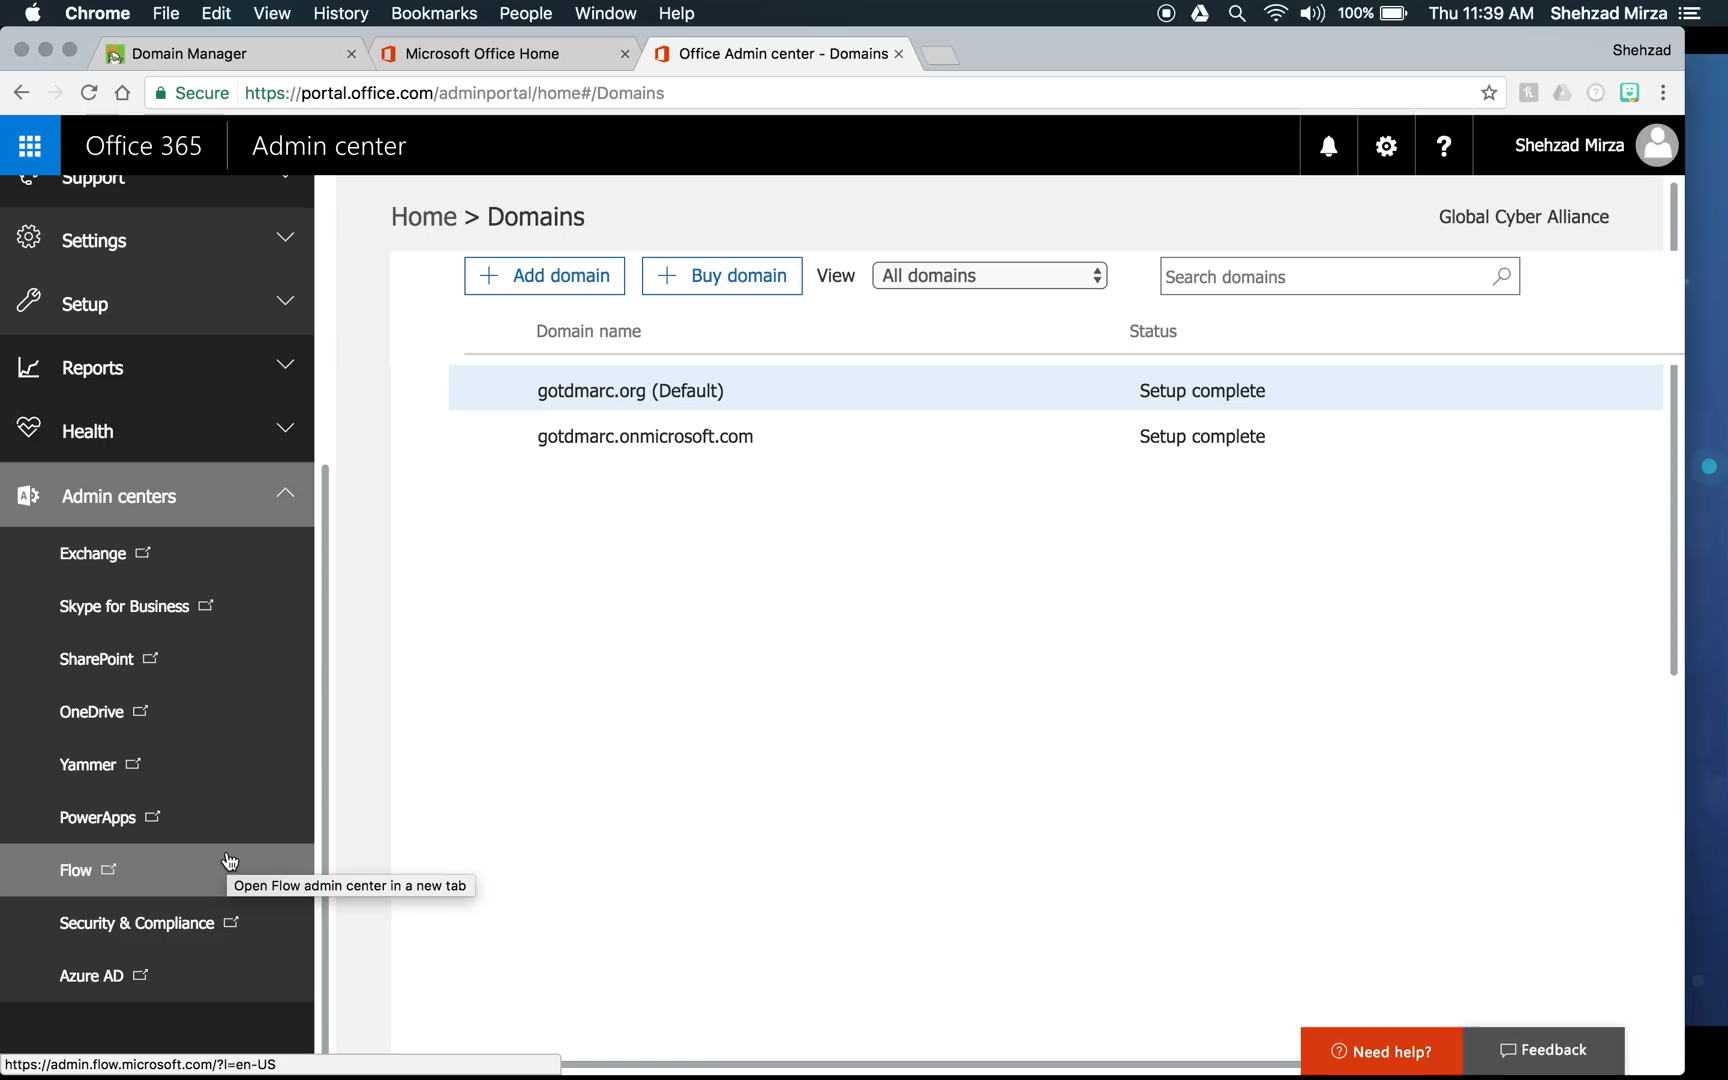 Chrome File Edit View History Bookmarks People Window Help 100% Thu 11:39 AM Shehzad Mirza
Domain Manager Microsoft Office Home Office Admin center - Domains Shehzad
Secure https://portal.office.com/adminportal/home#/Domains
Office 365 Admin center ? Shehzad Mirza
Support
Home > Domains Global Cyber Alliance
Settings
+ Add domain + Buy domain View All domains Search domains
Setup
Domain name Status
Reports
gotdmarc.org (Default) Setup complete
Health
gotdmarc.onmicrosoft.com Setup complete
Admin centers
Exchange
Skype for Business
SharePoint
OneDrive
Yammer
PowerApps
Flow
Open Flow admin center in a new tab
Security & Compliance
Azure AD
Need help? Feedback
https://admin.flow.microsoft.com/?l=en-US